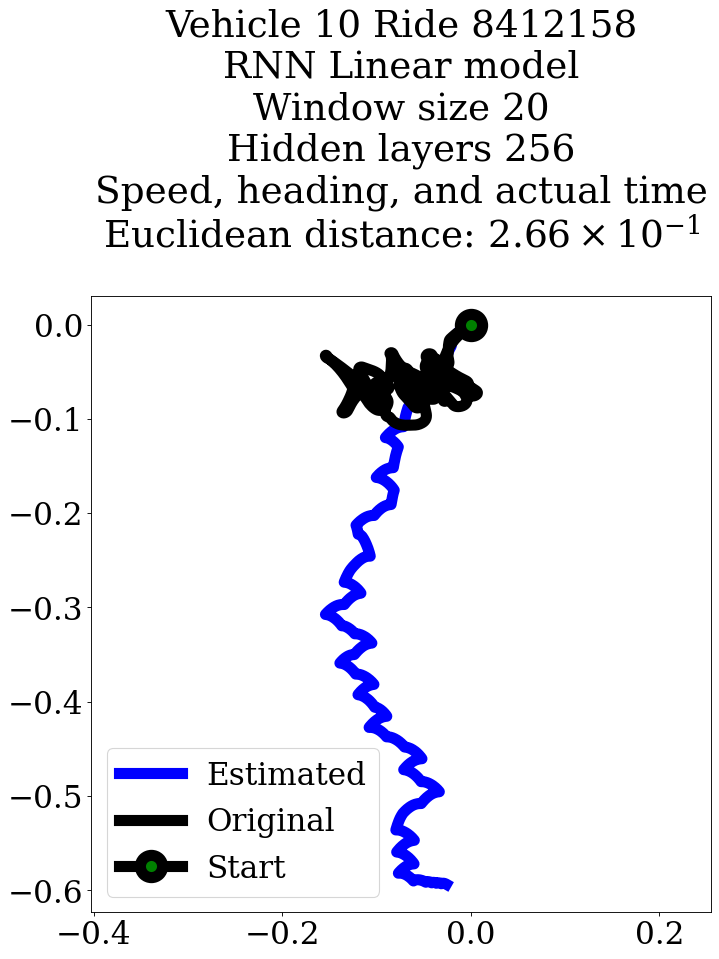 Vehicle 10 Ride 8412158
RNN Linear model
Window size 20
Hidden layers 256
Speed, heading, and actual time
Euclidean distance: 2.66 × 10⁻¹
0.0
−0.1
−0.2
−0.3
−0.4
−0.5
−0.6
Estimated
Original
Start
−0.4 −0.2 0.0 0.2